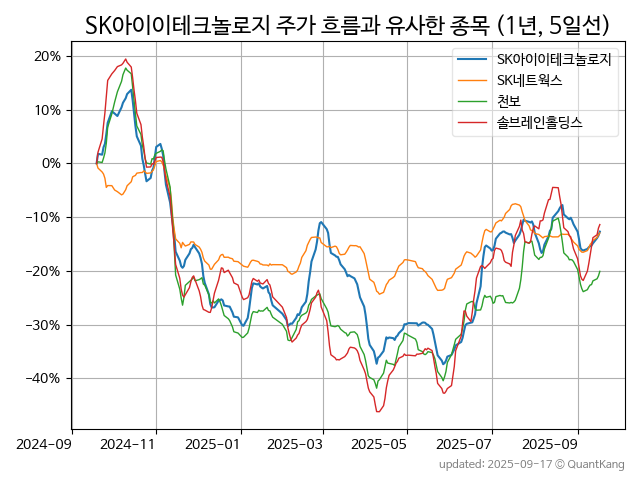 SK아이이테크놀로지 주가 흐름과 유사한 종목 (1년, 5일선)
SK아이이테크놀로지
SK네트웍스
천보
솔브레인홀딩스
20%
10%
0%
−10%
−20%
−30%
−40%
2024-09 2024-11 2025-01 2025-03 2025-05 2025-07 2025-09
updated: 2025-09-17 © QuantKang